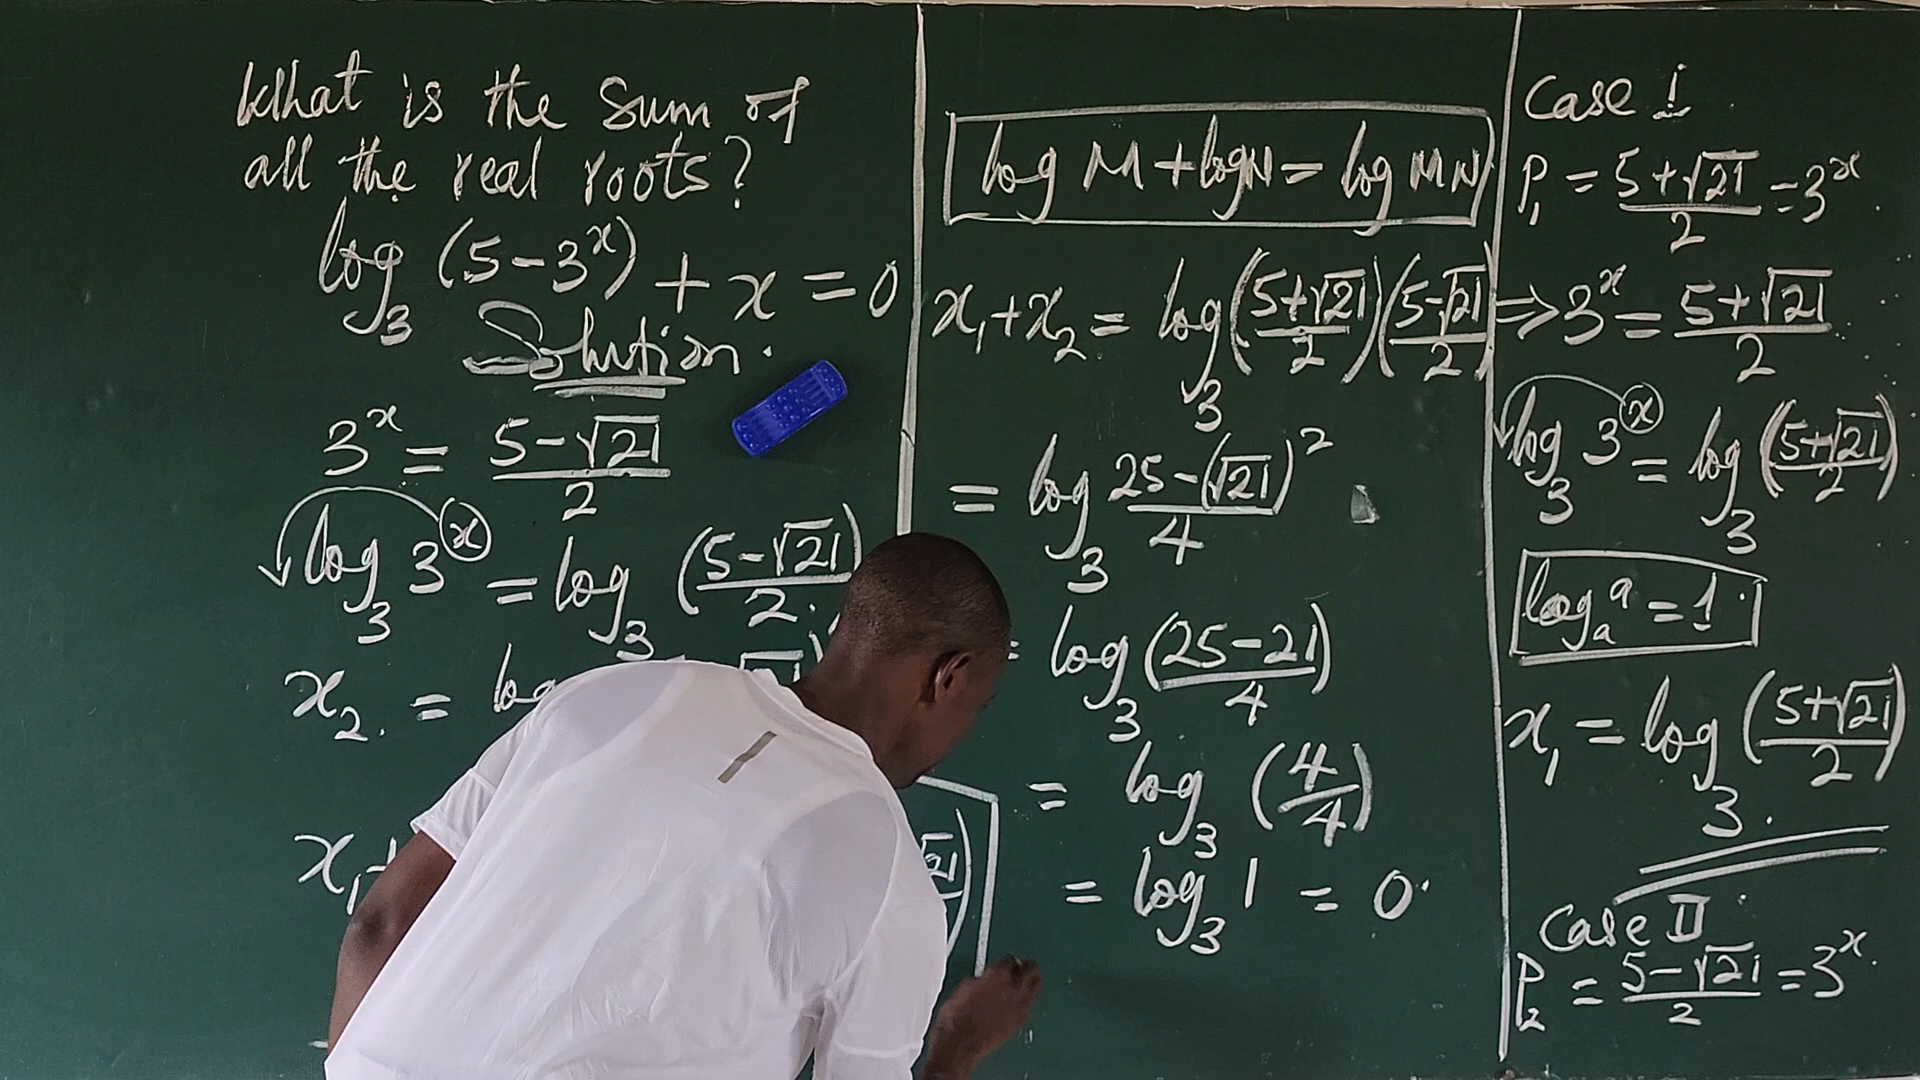 What is the sum of
all the real roots?
log₃ (5-3ˣ) + x = 0
Solution.
3ˣ = (5-√21)/2
log₃ 3ˣ = log₃ ((5-√21)/2)
x₂ =
x₁+
log M + log N = log MN
x₁+x₂ = log₃ ((5+√21)/2)((5-√21)/2)
= log₃ (25-(√21)²)/4
= log₃ ((25-21)/4)
= log₃ (4/4)
= log₃ 1 = 0.
Case I
P₁ = (5+√21)/2 = 3ˣ.
⇒ 3ˣ = (5+√21)/2
log₃ 3ˣ = log₃ ((5+√21)/2)
logₐ a = 1.
x₁ = log₃ ((5+√21)/2)
Case II
P₂ = (5-√21)/2 = 3ˣ.